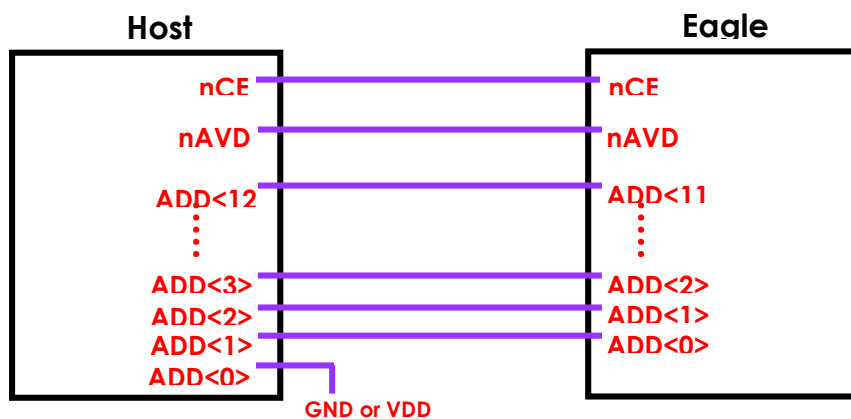 Host
Eagle
nCE
nCE
nAVD
nAVD
ADD<12
ADD<11
ADD<3>
ADD<2>
ADD<2>
ADD<1>
ADD<1>
ADD<0>
ADD<0>
GND or VDD